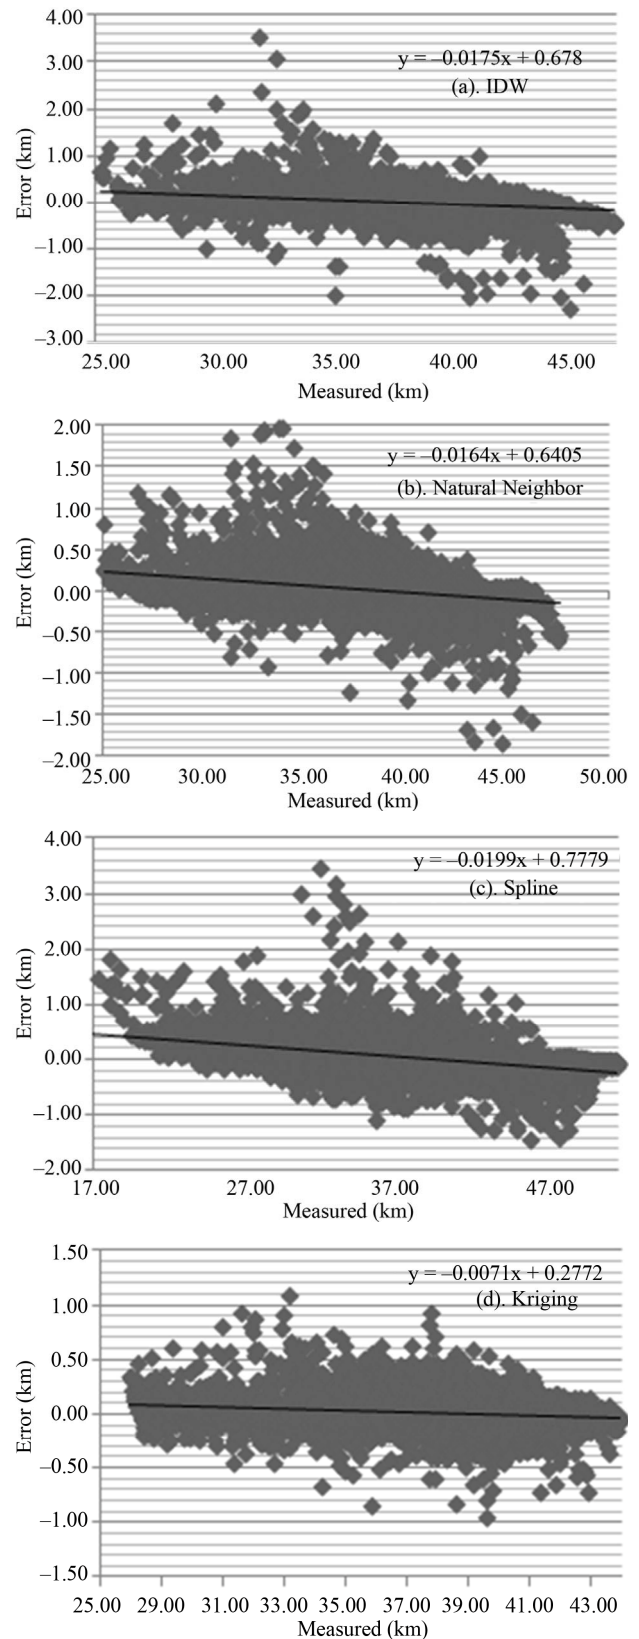 4.00
3.00
2.00
1.00
0.00
–1.00
–2.00
–3.00
Error (km)
y = –0.0175x + 0.678
(a). IDW
25.00 30.00 35.00 40.00 45.00
Measured (km)
2.00
1.50
1.00
0.50
0.00
–0.50
–1.00
–1.50
–2.00
Error (km)
y = –0.0164x + 0.6405
(b). Natural Neighbor
25.00 30.00 35.00 40.00 45.00 50.00
Measured (km)
4.00
3.00
2.00
1.00
0.00
–1.00
–2.00
Error (km)
y = –0.0199x + 0.7779
(c). Spline
17.00 27.00 37.00 47.00
Measured (km)
1.50
1.00
0.50
0.00
–0.50
–1.00
–1.50
Error (km)
y = –0.0071x + 0.2772
(d). Kriging
25.00 29.00 31.00 33.00 35.00 37.00 39.00 41.00 43.00
Measured (km)